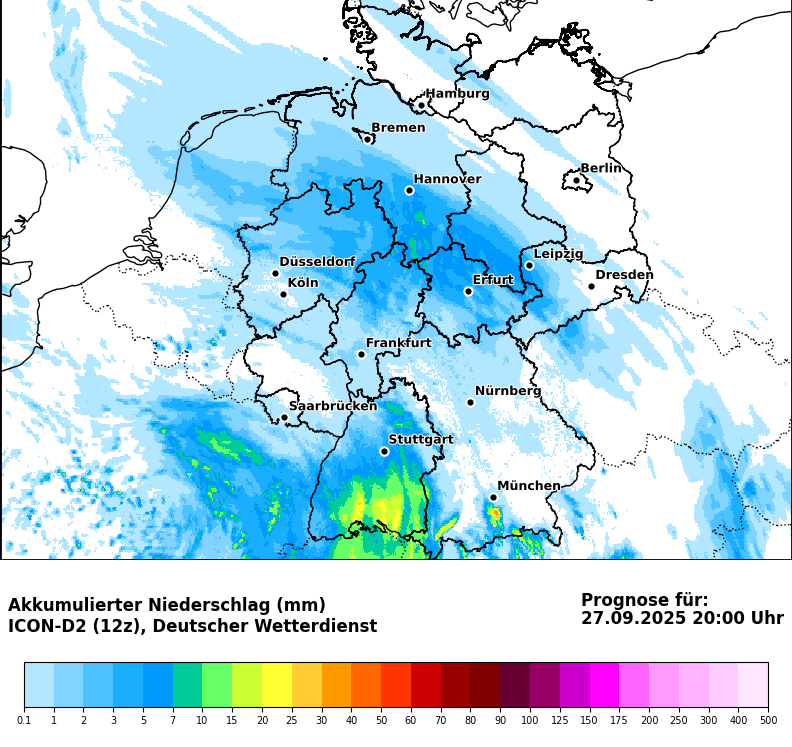 Hamburg
Bremen
Berlin
Hannover
Leipzig
Düsseldorf
Dresden
Köln
Erfurt
Frankfurt
Nürnberg
Saarbrücken
Stuttgart
München
Akkumulierter Niederschlag (mm)
ICON-D2 (12z), Deutscher Wetterdienst
Prognose für:
27.09.2025 20:00 Uhr
0.1 1 2 3 5 7 10 15 20 25 30 40 50 60 70 80 90 100 125 150 175 200 250 300 400 500